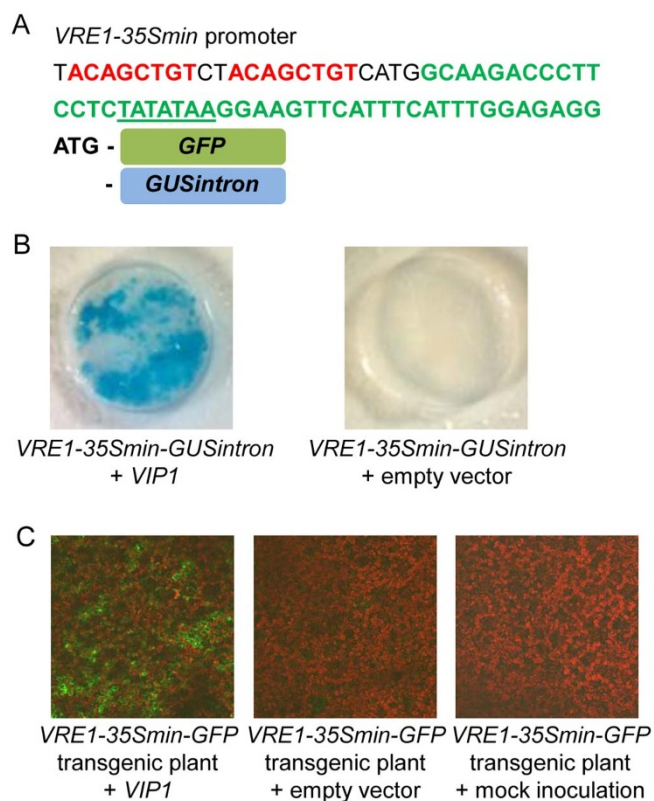 A
VRE1-35Smin promoter
TACAGCTGTCTACAGCTGTCATGGCAAGACCCTT
CCTCTATATAAGGAAGTTCATTTCATTTGGAGAGG
ATG - GFP
- GUSintron
B
VRE1-35Smin-GUSintron
+ VIP1
VRE1-35Smin-GUSintron
+ empty vector
C
VRE1-35Smin-GFP
transgenic plant
+ VIP1
VRE1-35Smin-GFP
transgenic plant
+ empty vector
VRE1-35Smin-GFP
transgenic plant
+ mock inoculation